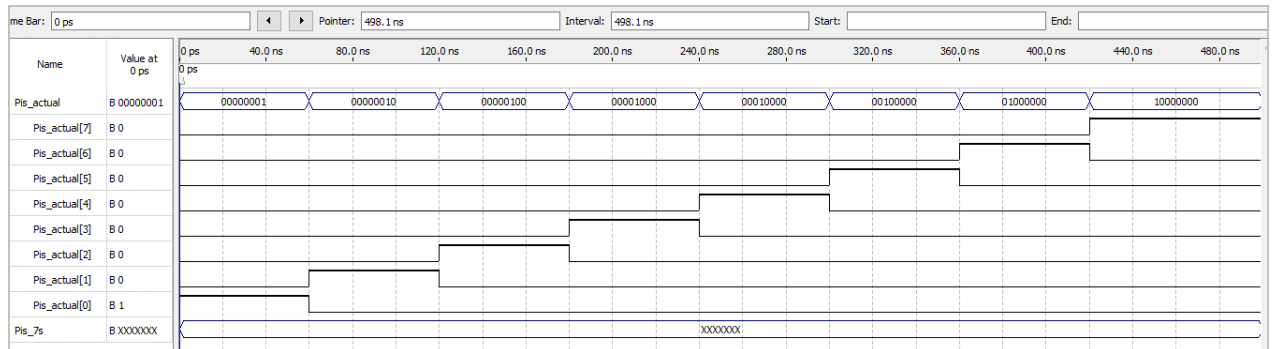 me Bar: 0 ps Pointer: 498.1 ns Interval: 498.1 ns Start: End:
Name Value at 0 ps
0 ps 40.0 ns 80.0 ns 120.0 ns 160.0 ns 200.0 ns 240.0 ns 280.0 ns 320.0 ns 360.0 ns 400.0 ns 440.0 ns 480.0 ns
0 ps
Pis_actual B 00000001 00000001 00000010 00000100 00001000 00010000 00100000 01000000 10000000
Pis_actual[7] B 0
Pis_actual[6] B 0
Pis_actual[5] B 0
Pis_actual[4] B 0
Pis_actual[3] B 0
Pis_actual[2] B 0
Pis_actual[1] B 0
Pis_actual[0] B 1
Pis_7s B XXXXXXX XXXXXXX